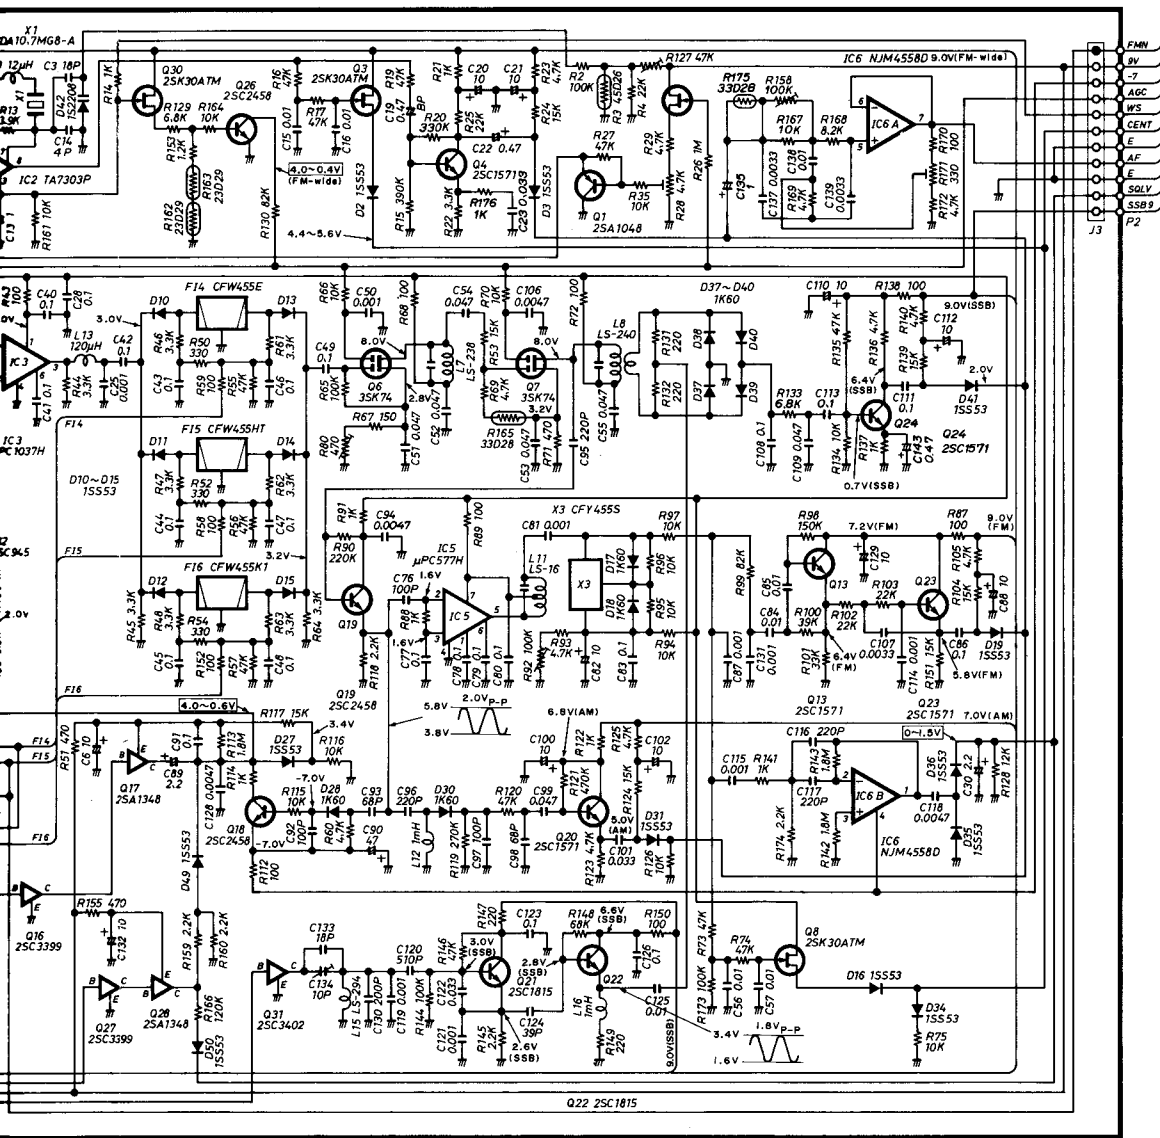 X1
10.7MG8-A
12μH
C3 18P
R14 1K
D42 1S2208
X1
C14 4P
R13 3.9K
IC2 TA7303P
C13 1
R161 10K
Q30
2SK30ATM
R129 6.8K
R164 10K
R153 1.2K
R163 23D29
R162 23D29
Q26
2SC2458
R130 82K
R16 47K
C15 0.01
R17 47K
C16 0.01
4.0~0.4V
(FM-wide)
Q3
2SK30ATM
D2 1SS53
4.4~5.6V
R19 47K
C19 0.47 BP
R20 330K
R15 390K
Q4
2SC1571
R21 1K
C20 10
C21 10
R25 22K
C22 0.47
R22 3.3K
R176 1K
C23 0.033
R23 4.7K
R24 15K
D3 1SS53
R2 100K
R3 45D26
R4 22K
R127 47K
R27 47K
R29 4.7K
R26 1M
R35 10K
R28 4.7K
Q1
2SA1048
R175 33D28
R158 100K
R167 10K
R168 8.2K
C135
C137 0.0033
C138 0.01
R169 4.7K
C139 0.0033
IC6 NJM4558D
9.0V(FM-wide)
IC6 A
6
5
7
R170 100
R171 330
R172 4.7K
FMN
9V
-7
AGC
WS
CENT
E
AF
E
SQLV
SSB9
J3
P2
R43 100
C40 0.1
C28 0.1
3.0V
L13 120μH
C42 0.1
IC3
C41 0.1
R44 3.3K
C25 0.001
IC3
PC1037H
FI4
FI5
FI6
D10~D15
1SS53
D10
FI4 CFW455E
D13
R46 3.3K
R50 330
R61 3.3K
C43 0.1
R59 100
R55 47K
C46 0.1
D11
FI5 CFW455HT
D14
R47 3.3K
R52 330
R62 3.3K
C44 0.1
R58 100
R56 47K
C47 0.1
3.2V
D12
FI6 CFW455K1
D15
R45 3.3K
R48 3.3K
R54 330
R63 3.3K
R64 3.3K
C45 0.1
R152 100
R57 47K
C48 0.1
R66 10K
C50 0.001
R68 100
C49 0.1
R65 100K
8.0V
Q6
3SK74
R67 150
R80 470
2.8V
C51 0.047
C52 0.047
L7 LS-238
C54 0.047
R70 10K
C106 0.0047
R53 15K
R69 4.7K
8.0V
Q7
3SK74
3.2V
R165 33D28
C53 0.047
R71 470
C95 220P
R72 100
L8
LS-240
C55 0.047
R131 220
R132 220
D37~D40
1K60
D38
D40
D37
D39
C108 0.1
R133 6.8K
C109 0.047
C113 0.1
R134 10K
C110 10
R138 100
R135 47K
R136 4.7K
R140 4.7K
R139 15K
C112 10
9.0V(SSB)
6.4V (SSB)
C111 0.1
D41 1SS53
2.0V
Q24
R137 1K
C143 0.47
0.7V(SSB)
Q24
2SC1571
2SC945
2.0V
R91 1K
C94 0.0047
R90 220K
Q19
R118 2.2K
Q19
2SC2458
C76 100P
1.6V
R85 1K
1.6V
C77 0.1
IC5
μPC577H
R89 100
IC5
C78 0.1
C79 0.1
C80 0.1
L11
LS-16
C81 0.001
X3 CFY455S
X3
D17 1K60
D18 1K60
R97 10K
R96 10K
R95 10K
R94 10K
R92 100K
R93 4.7K
C82 10
C83 0.1
R99 82K
C87 0.001
C131 0.001
C85 0.01
C84 0.01
R98 150K
R100 39K
R101 33K
7.2V(FM)
C129 10
Q13
R102 22K
R103 22K
6.4V (FM)
C107 0.0033
C114 0.001
R151 15K
Q23
R87 100
R105 4.7K
R104 15K
C88 10
9.0V (FM)
C86 0.1
D19 1SS53
5.8V(FM)
Q13
2SC1571
Q23
2SC1571
5.8V
3.8V
2.0V P-P
4.0~0.6V
R51 470
C6 10
Q17
2SA1348
C91 0.1
C89 2.2
R113 1.8M
R114 1K
C128 0.0047
R117 15K
3.4V
D27 1SS53
R116 10K
-7.0V
R115 10K
D28 1K60
C93 68P
C92 100P
R60 4.7K
C90 47
Q18
2SC2458
-7.0V
R112 100
C96 220P
D30 1K60
L12 1mH
R119 270K
C97 100P
R120 47K
C98 68P
C99 0.047
C100 10
6.8V(AM)
R121 470K
R122 1K
R125 4.7K
C102 10
R124 15K
Q20
2SC1571
5.0V (AM)
R123 4.7K
C101 0.033
D31 1SS53
R126 10K
7.0V(AM)
C115 0.001
R141 1K
C116 220P
R143 1.8M
C117 220P
R174 2.2K
R142 1.8M
IC6 B
IC6
NJM4558D
0~1.5V
C118 0.0047
D36 1SS53
D35 1SS53
C30 2.2
R128 12K
D49 1SS53
Q16
2SC3399
R155 470
C132 10
R159 2.2K
R160 2.2K
Q27
2SC3399
Q28
2SA1348
R166 120K
D50 1SS53
Q31
2SC3402
C133 18P
C134 10P
L15 LS-294
C130 200P
C119 0.001
C120 510P
R144 100K
C122 0.033
C121 0.001
R146 47K
3.0V (SSB)
R147 220
C123 0.1
Q21
2SC1815
R145 2.2K
2.6V (SSB)
C124 39P
2.8V (SSB)
R148 68K
6.6V (SSB)
R150 100
C126 0.1
Q22
L16 1mH
R149 220
C125 0.01
9.0V(SSB)
3.4V
1.6V
1.8V P-P
R73 47K
R173 100K
R74 47K
C56 0.01
C57 0.01
Q8
2SK30ATM
D16 1SS53
D34 1SS53
R75 10K
Q22 2SC1815